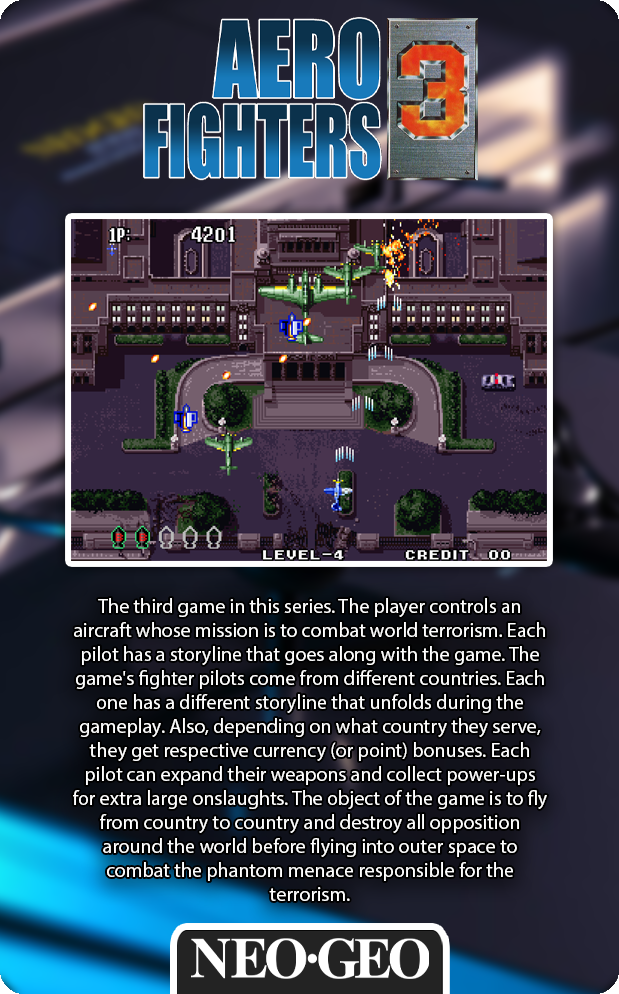 AERO
FIGHTERS
3
1P: 4201
LEVEL-4 CREDIT 00
The third game in this series. The player controls an
aircraft whose mission is to combat world terrorism. Each
pilot has a storyline that goes along with the game. The
game's fighter pilots come from different countries. Each
one has a different storyline that unfolds during the
gameplay. Also, depending on what country they serve,
they get respective currency (or point) bonuses. Each
pilot can expand their weapons and collect power-ups
for extra large onslaughts. The object of the game is to fly
from country to country and destroy all opposition
around the world before flying into outer space to
combat the phantom menace responsible for the
terrorism.
NEO•GEO